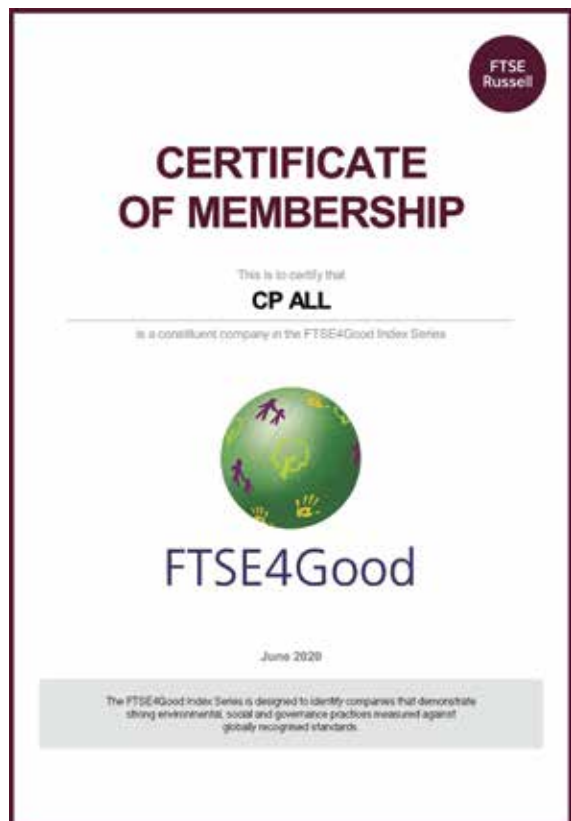 FTSE
Russell
CERTIFICATE
OF MEMBERSHIP
This is to certify that
CP ALL
is a constituent company in the FTSE4Good Index Series
FTSE4Good
June 2020
The FTSE4Good Index Series is designed to identify companies that demonstrate
strong environmental, social and governance practices measured against
globally recognised standards.